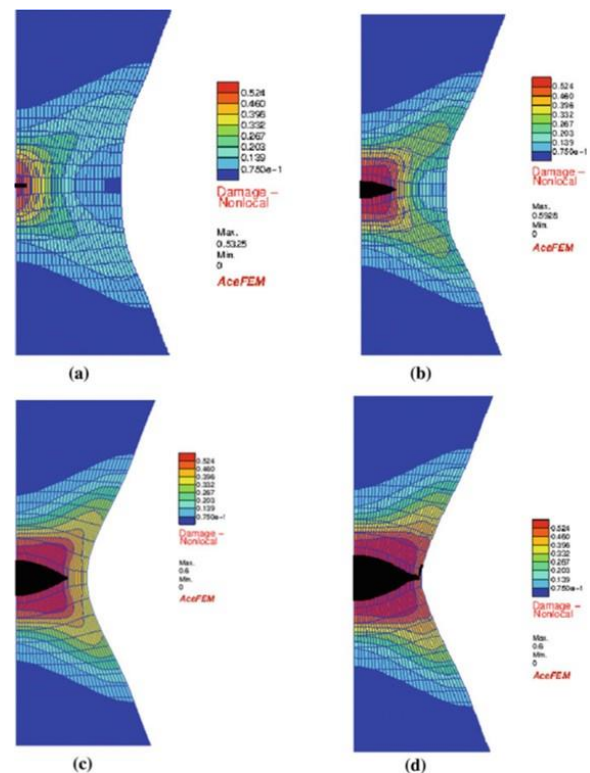 0.524
0.460
0.396
0.332
0.267
0.203
0.139
0.750e-1
Damage -
Nonlocal
Max.
0.5325
Min.
0
AceFEM
(a)
0.524
0.460
0.396
0.332
0.267
0.203
0.139
0.750e-1
Damage -
Nonlocal
Max.
0.5928
Min.
0
AceFEM
(b)
0.524
0.460
0.396
0.332
0.267
0.203
0.139
0.750e-1
Damage -
Nonlocal
Max.
0.6
Min.
0
AceFEM
(c)
0.524
0.460
0.396
0.332
0.267
0.203
0.139
0.750e-1
Damage -
Nonlocal
Max.
0.6
Min.
0
AceFEM
(d)